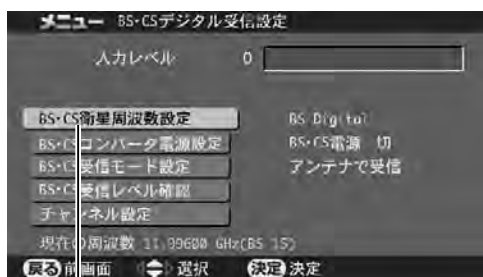 メニュー BS・CSデジタル受信設定
入力レベル 0
BS・CS衛星周波数設定 BS Digital
BS・CSコンバータ電源設定 BS・CS電源 切
BS・CS受信モード設定 アンテナで受信
BS・CS受信レベル確認
チャンネル設定
現在の周波数 11.99600 GHz(BS 15)
戻る 前画面 選択 決定 決定